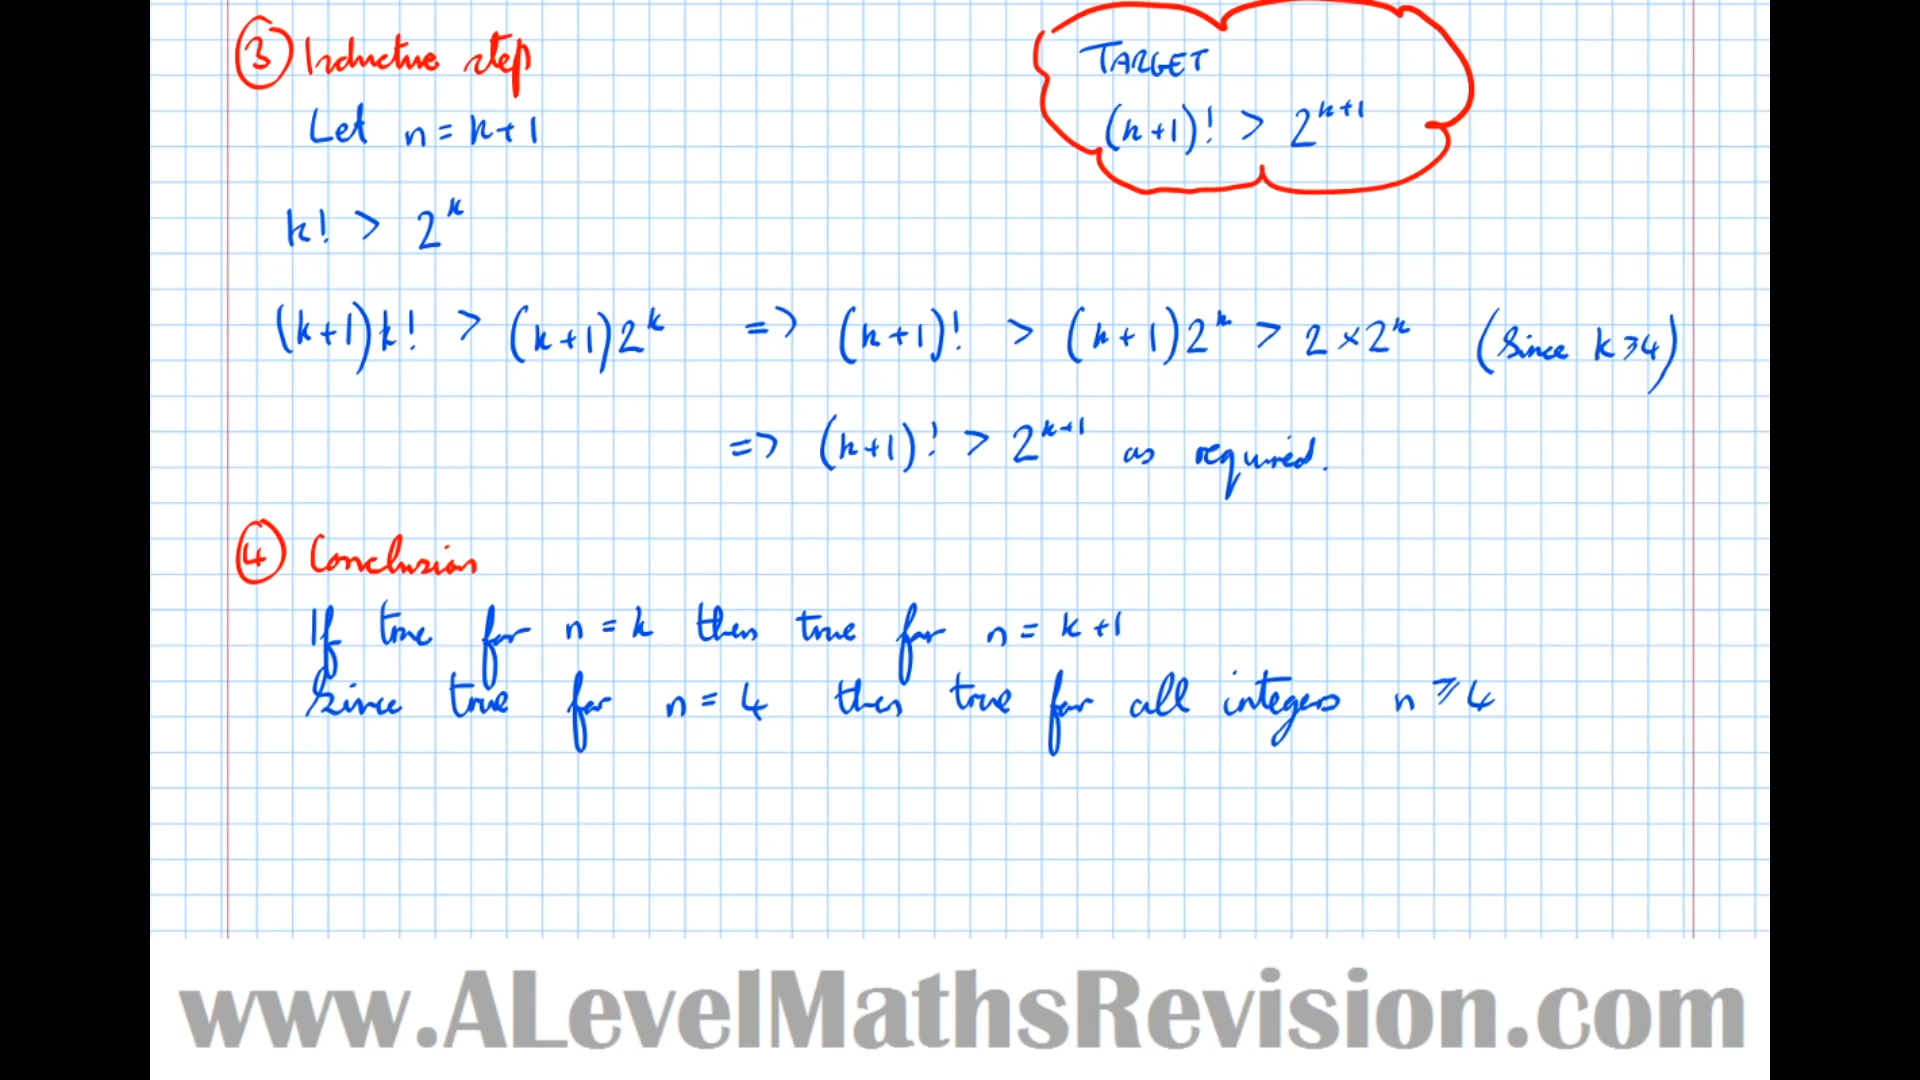 ③ Inductive step
TARGET
Let n = k+1
(k+1)! > 2^{k+1}
k! > 2^k
(k+1)k! > (k+1)2^k => (k+1)! > (k+1)2^k > 2×2^k (Since k⩾4)
=> (k+1)! > 2^{k+1} as required.
④ Conclusion
If true for n = k then true for n = k+1
Since true for n = 4 then true for all integers n ⩾ 4
www.ALevelMathsRevision.com